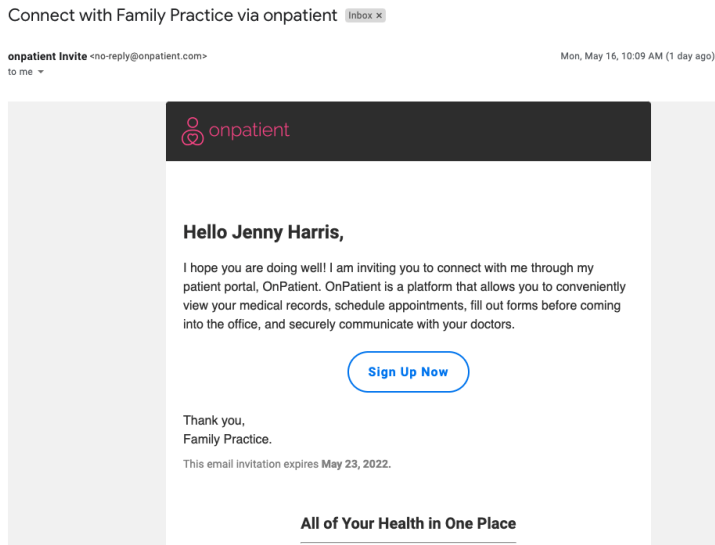 Connect with Family Practice via onpatient Inbox ×
onpatient Invite <no-reply@onpatient.com> Mon, May 16, 10:09 AM (1 day ago)
to me
onpatient
Hello Jenny Harris,
I hope you are doing well! I am inviting you to connect with me through my
patient portal, OnPatient. OnPatient is a platform that allows you to conveniently
view your medical records, schedule appointments, fill out forms before coming
into the office, and securely communicate with your doctors.
Sign Up Now
Thank you,
Family Practice.
This email invitation expires May 23, 2022.
All of Your Health in One Place